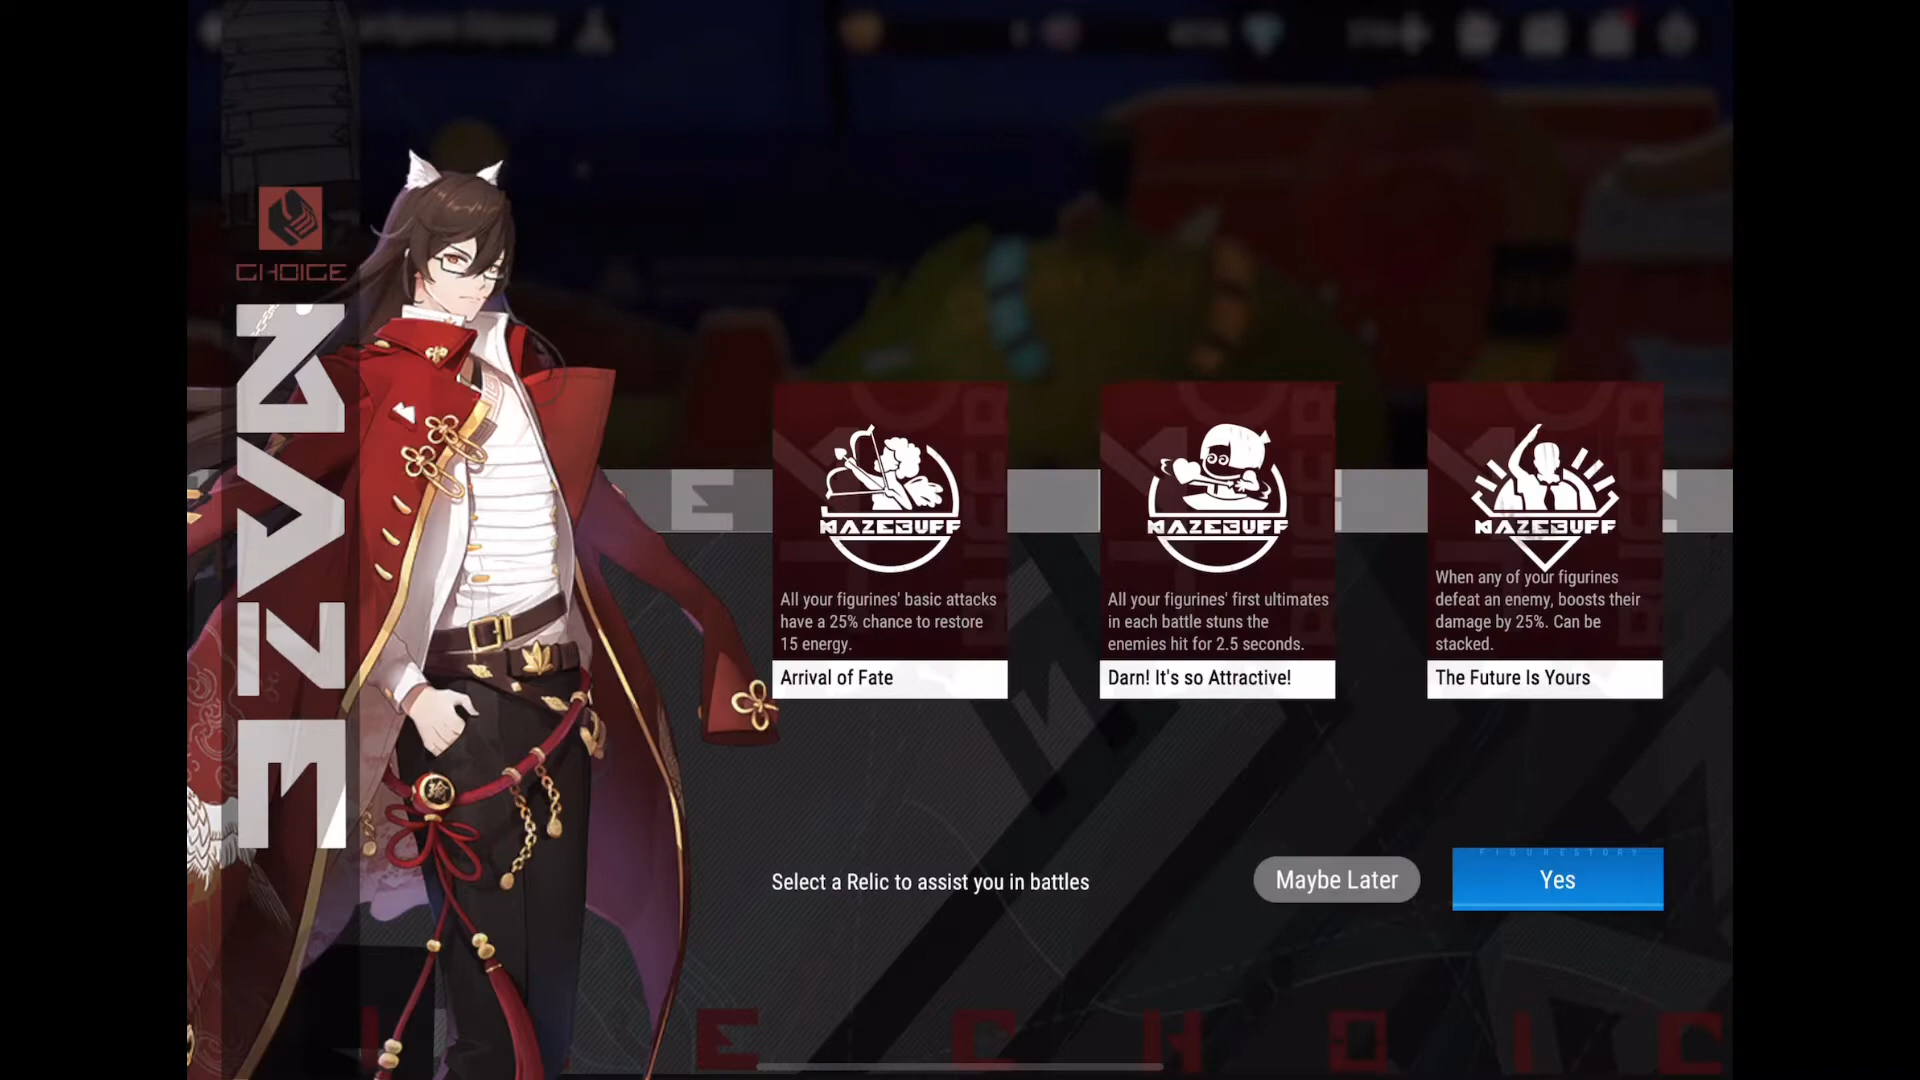 CHOICE
MAZE
MAZEBUFF
All your figurines' basic attacks
have a 25% chance to restore
15 energy.
Arrival of Fate
MAZEBUFF
All your figurines' first ultimates
in each battle stuns the
enemies hit for 2.5 seconds.
Darn! It's so Attractive!
MAZEBUFF
When any of your figurines
defeat an enemy, boosts their
damage by 25%. Can be
stacked.
The Future Is Yours
Select a Relic to assist you in battles
Maybe Later
FIGURESTORY
Yes
E CHOIC